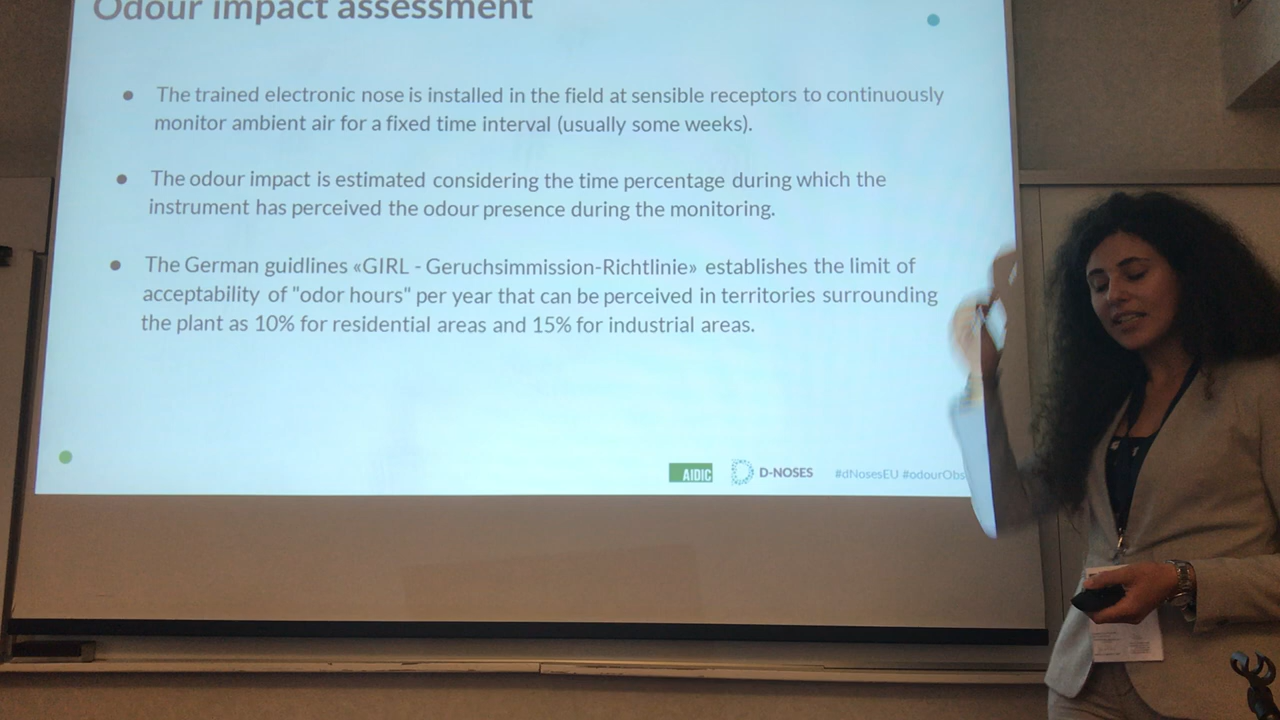 Odour impact assessment
● The trained electronic nose is installed in the field at sensible receptors to continuously
monitor ambient air for a fixed time interval (usually some weeks).
● The odour impact is estimated considering the time percentage during which the
instrument has perceived the odour presence during the monitoring.
● The German guidlines «GIRL - Geruchsimmission-Richtlinie» establishes the limit of
acceptability of "odor hours" per year that can be perceived in territories surrounding
the plant as 10% for residential areas and 15% for industrial areas.
AIDIC D-NOSES #dNosesEU #odourObs